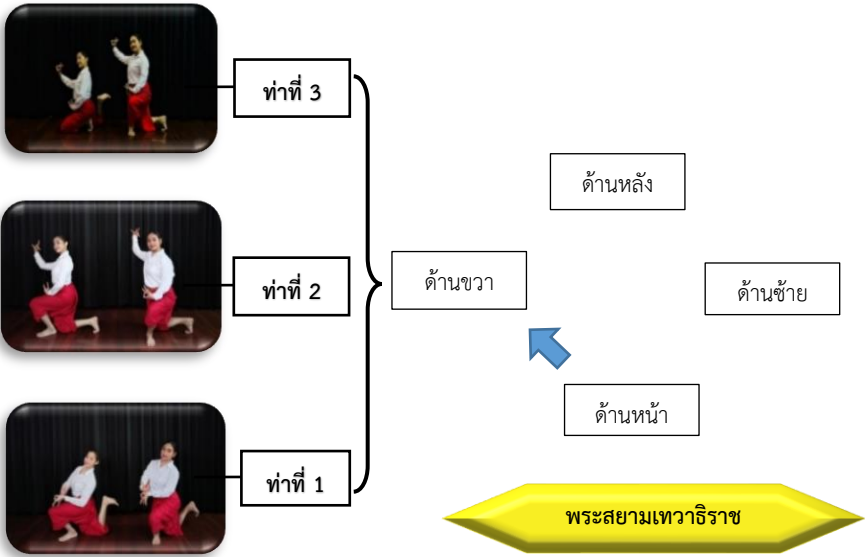 ท่าที่ 3
ด้านหลัง
ท่าที่ 2
ด้านขวา
ด้านซ้าย
ด้านหน้า
ท่าที่ 1
พระสยามเทวาธิราช